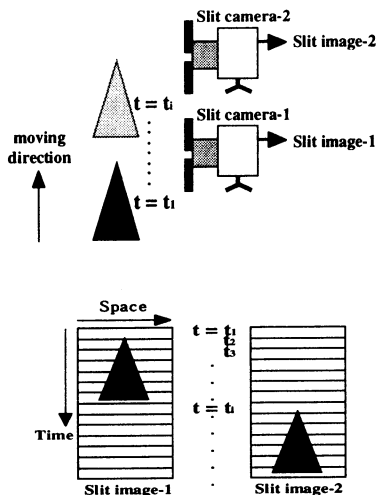 Slit camera-2
Slit image-2
t = ti
Slit camera-1
Slit image-1
moving
direction
t = t1
Space
t = t1
t2
t3
t = ti
Time
Slit image-1
Slit image-2